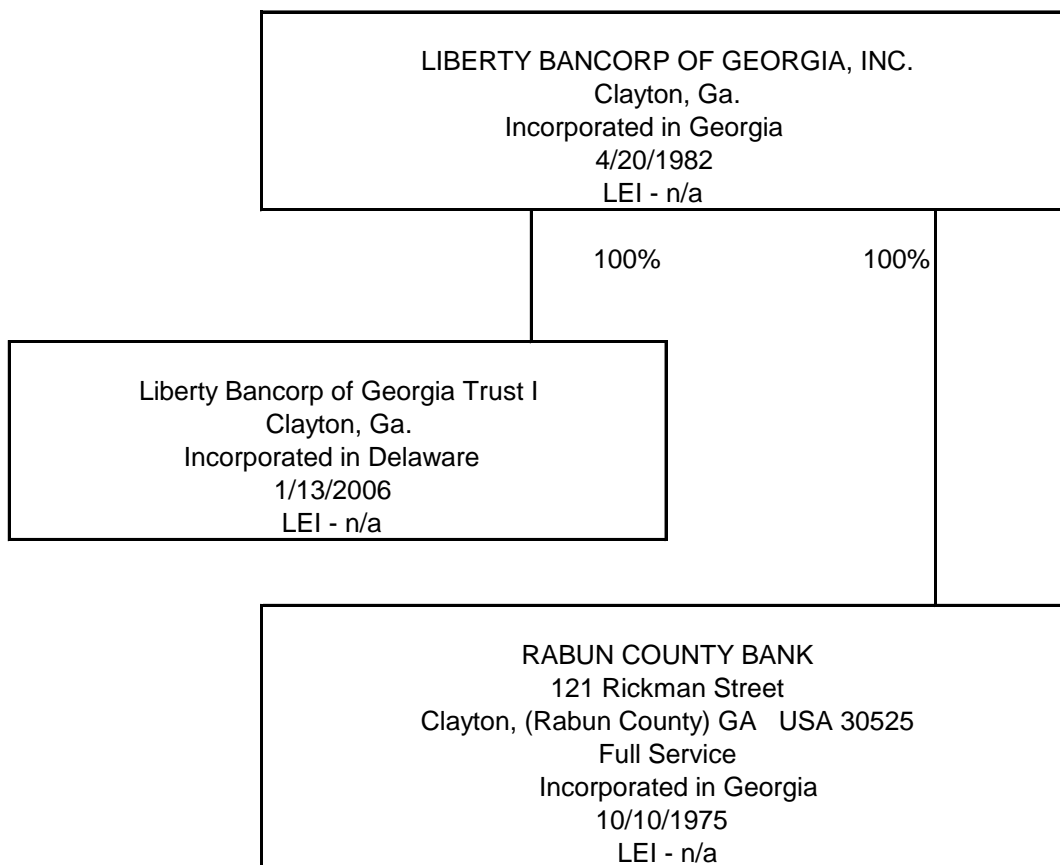 LIBERTY BANCORP OF GEORGIA, INC.
Clayton, Ga.
Incorporated in Georgia
4/20/1982
LEI - n/a
100% 100%
Liberty Bancorp of Georgia Trust I
Clayton, Ga.
Incorporated in Delaware
1/13/2006
LEI - n/a
RABUN COUNTY BANK
121 Rickman Street
Clayton, (Rabun County) GA USA 30525
Full Service
Incorporated in Georgia
10/10/1975
LEI - n/a